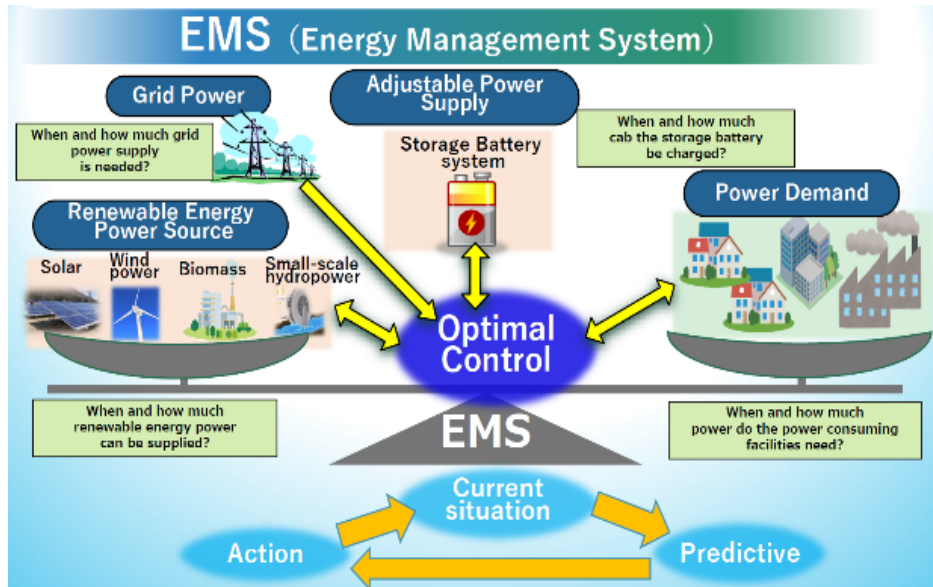 EMS (Energy Management System)
Grid Power
Adjustable Power
Supply
When and how much grid
power supply
is needed?
Storage Battery
system
When and how much
cab the storage battery
be charged?
Power Demand
Renewable Energy
Power Source
Solar
Wind
power
Biomass
Small-scale
hydropower
Optimal
Control
When and how much
renewable energy power
can be supplied?
EMS
When and how much
power do the power consuming
facilities need?
Current
situation
Action
Predictive